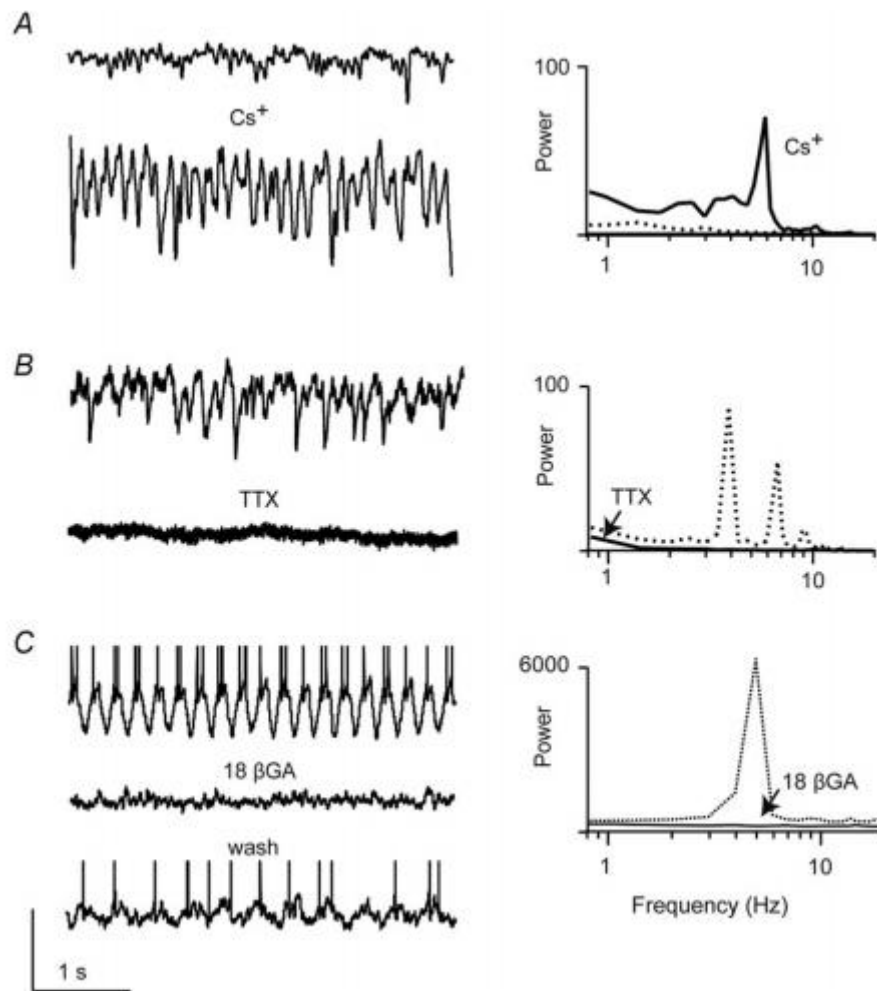 A
Cs⁺
100
Power
Cs⁺
1
10
B
TTX
100
Power
TTX
1
10
C
18 βGA
wash
1 s
6000
Power
18 βGA
1
10
Frequency (Hz)